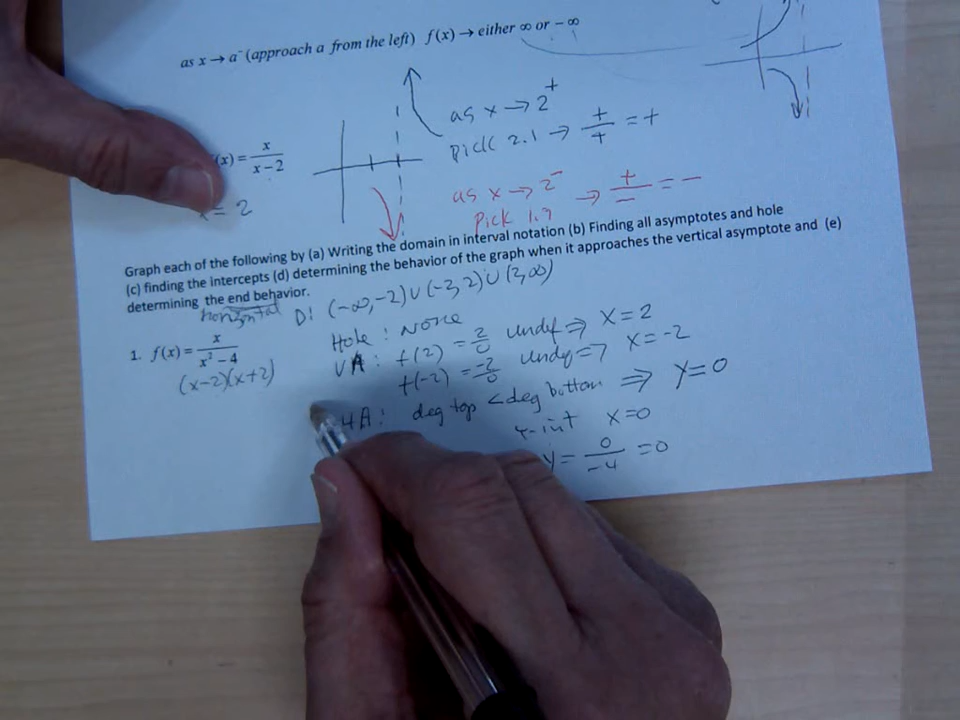 as x → a⁻ (approach a from the left) f(x) → either ∞ or − ∞
as x → 2⁺
pick 2.1 → +/+ = +
(x) = x/(x−2)
as x → 2⁻ → +/− = −
Pick 1.9
= 2
Graph each of the following by (a) Writing the domain in interval notation (b) Finding all asymptotes and hole
(c) finding the intercepts (d) determining the behavior of the graph when it approaches the vertical asymptote and (e)
determining the end behavior.
horizontal
D: (−∞, −2) ∪ (−2, 2) ∪ (2, ∞)
Hole: None
1. f(x) = x/(x² − 4)
(x−2)(x+2)
VA: f(2) = 2/0 undef ⇒ x = 2
f(−2) = −2/0 undef ⇒ x = −2
HA: deg top < deg bottom ⇒ y = 0
Y-int x = 0
y = 0/−4 = 0